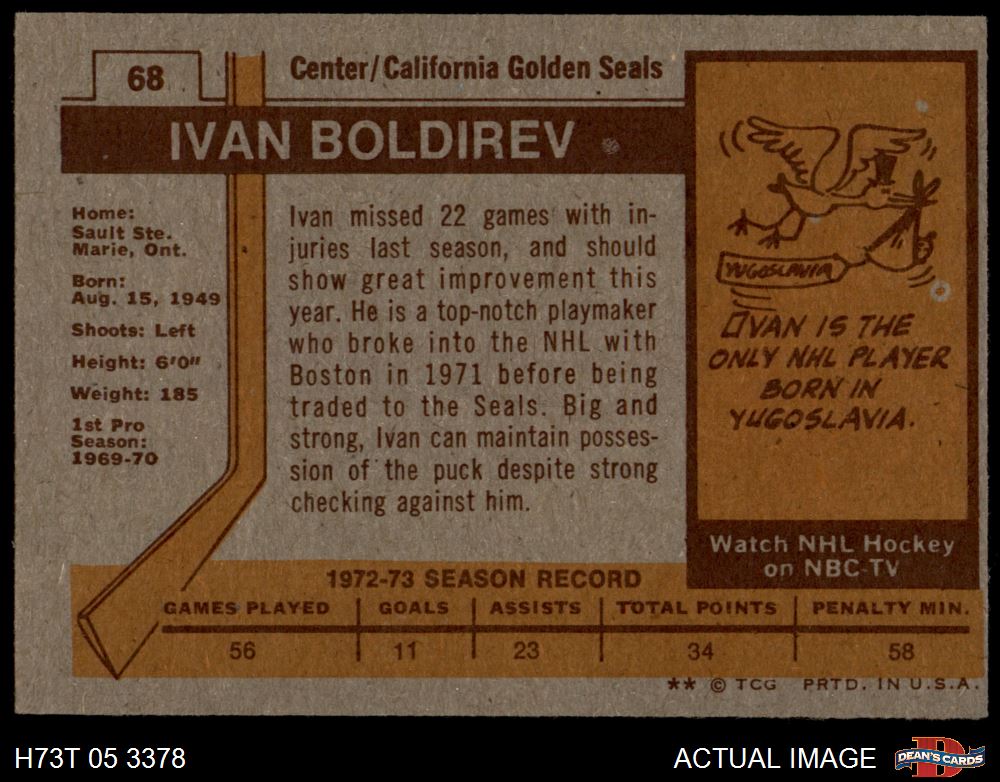 68
Center/California Golden Seals
IVAN BOLDIREV
Home:
Sault Ste.
Marie, Ont.
Born:
Aug. 15, 1949
Shoots: Left
Height: 6'0"
Weight: 185
1st Pro
Season:
1969-70
Ivan missed 22 games with in-
juries last season, and should
show great improvement this
year. He is a top-notch playmaker
who broke into the NHL with
Boston in 1971 before being
traded to the Seals. Big and
strong, Ivan can maintain posses-
sion of the puck despite strong
checking against him.
YUGOSLAVIA
IVAN IS THE
ONLY NHL PLAYER
BORN IN
YUGOSLAVIA.
Watch NHL Hockey
on NBC-TV
1972-73 SEASON RECORD
GAMES PLAYED GOALS ASSISTS TOTAL POINTS PENALTY MIN.
56 11 23 34 58
** © TCG PRTD. IN U.S.A.
H73T 05 3378
ACTUAL IMAGE
D
DEAN'S CARDS